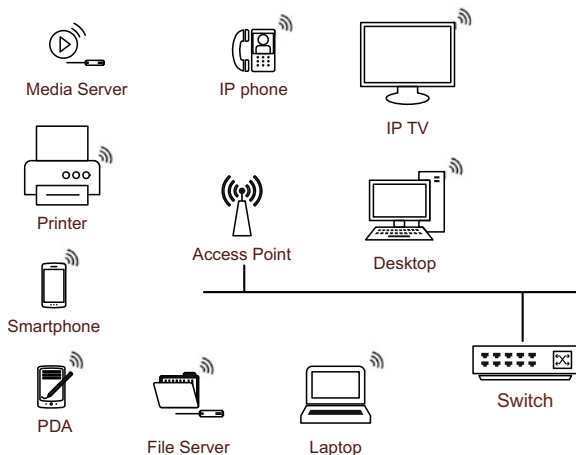 Media Server
IP phone
IP TV
Printer
Access Point
Desktop
Smartphone
PDA
File Server
Laptop
Switch